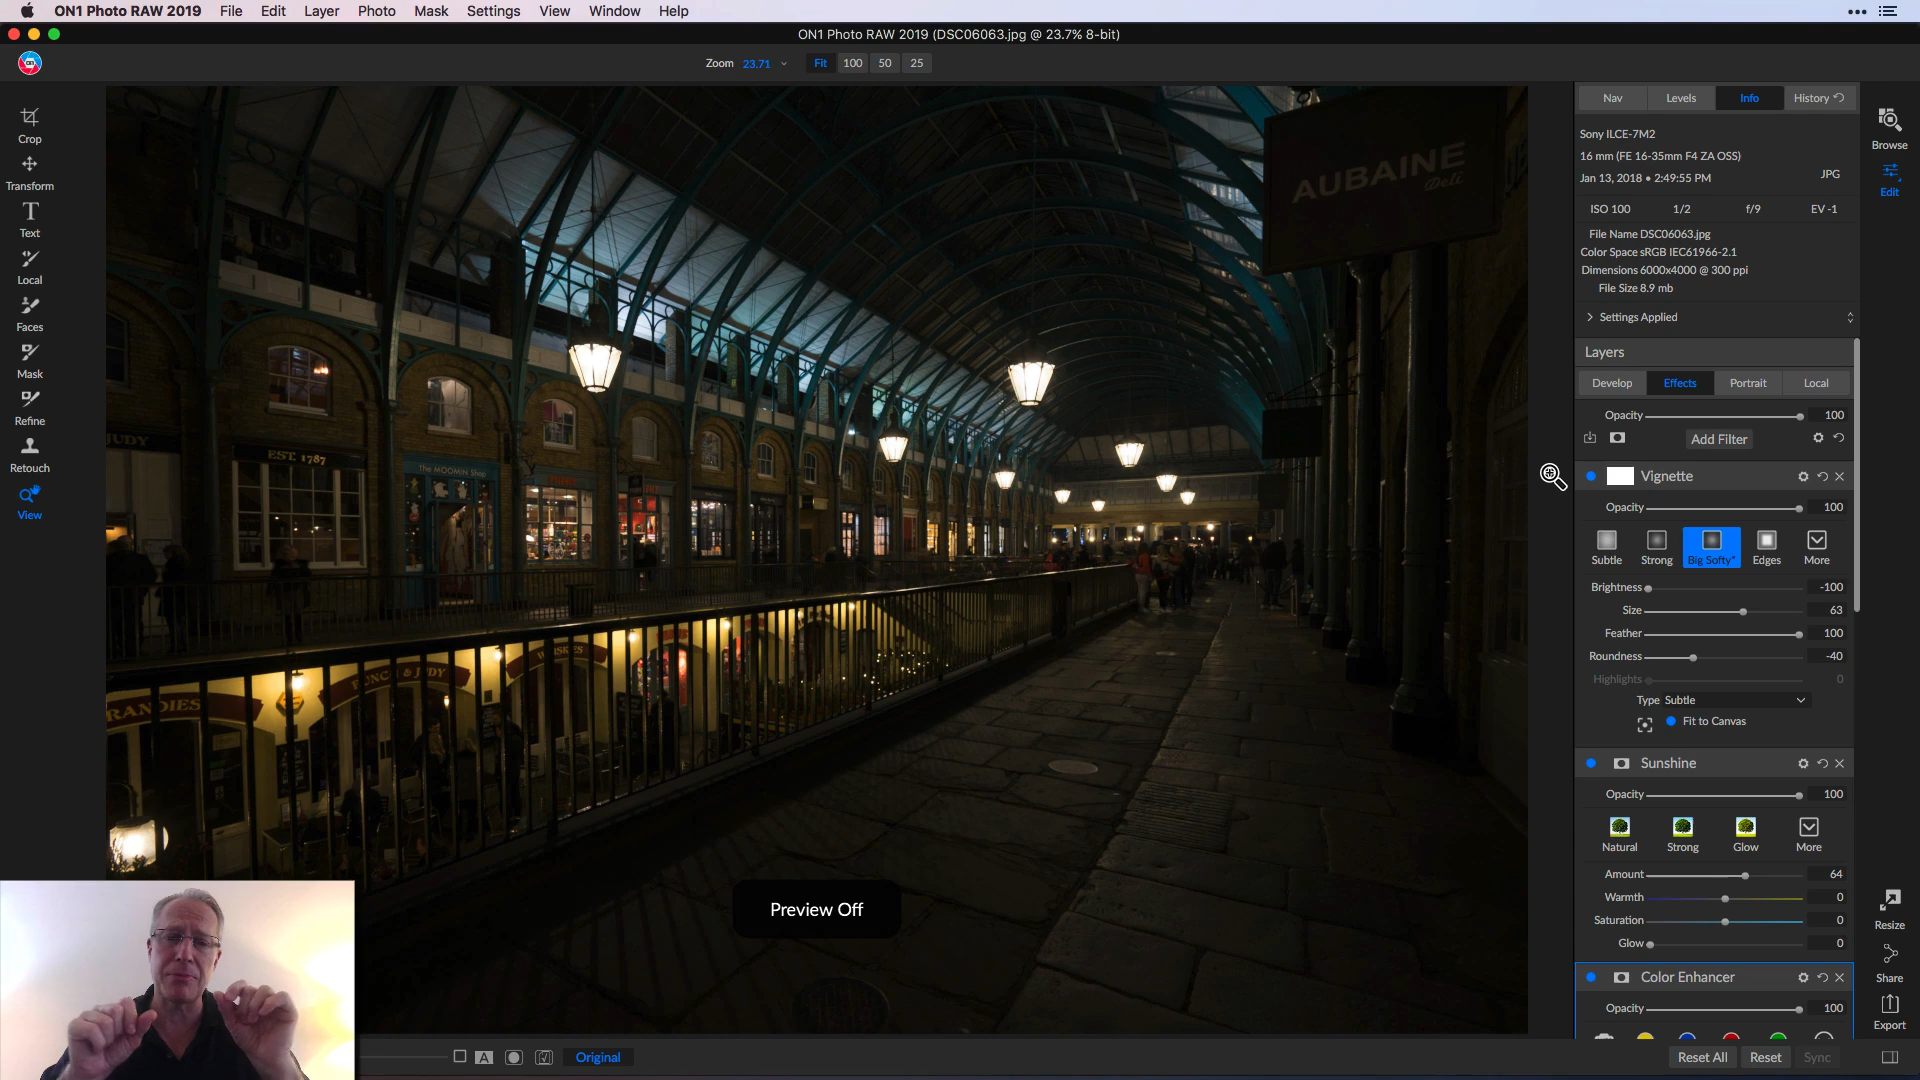 ON1 Photo RAW 2019 File Edit Layer Photo Mask Settings View Window Help
ON1 Photo RAW 2019 (DSC06063.jpg @ 23.7% 8-bit)
Zoom 23.71 Fit 100 50 25
Crop
Transform
Text
Local
Faces
Mask
Refine
Retouch
View
AUBAINE
Deli
JUDY
EST. 1787
The MOOMIN Shop
WHISKIES
PUNCH & JUDY
RANDIES
Preview Off
A Original
Nav Levels Info History
Sony ILCE-7M2
16 mm (FE 16-35mm F4 ZA OSS)
Jan 13, 2018 • 2:49:55 PM JPG
ISO 100 1/2 f/9 EV -1
File Name DSC06063.jpg
Color Space sRGB IEC61966-2.1
Dimensions 6000x4000 @ 300 ppi
File Size 8.9 mb
Settings Applied
Layers
Develop Effects Portrait Local
Opacity 100
Add Filter
Vignette
Opacity 100
Subtle Strong Big Softy* Edges More
Brightness -100
Size 63
Feather 100
Roundness -40
Highlights 0
Type Subtle
Fit to Canvas
Sunshine
Opacity 100
Natural Strong Glow More
Amount 64
Warmth 0
Saturation 0
Glow 0
Color Enhancer
Opacity 100
Reset All Reset Sync
Browse
Edit
Resize
Share
Export